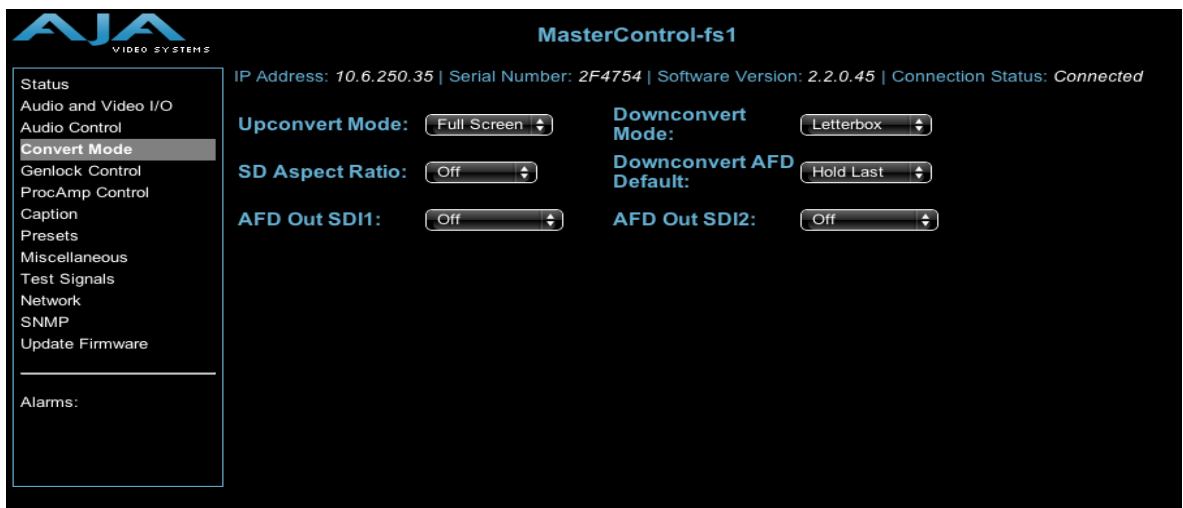 AJA
VIDEO SYSTEMS
MasterControl-fs1
IP Address: 10.6.250.35 | Serial Number: 2F4754 | Software Version: 2.2.0.45 | Connection Status: Connected
Status
Audio and Video I/O
Audio Control
Convert Mode
Genlock Control
ProcAmp Control
Caption
Presets
Miscellaneous
Test Signals
Network
SNMP
Update Firmware
Alarms:
Upconvert Mode: Full Screen
Downconvert
Mode: Letterbox
SD Aspect Ratio: Off
Downconvert AFD
Default: Hold Last
AFD Out SDI1: Off
AFD Out SDI2: Off